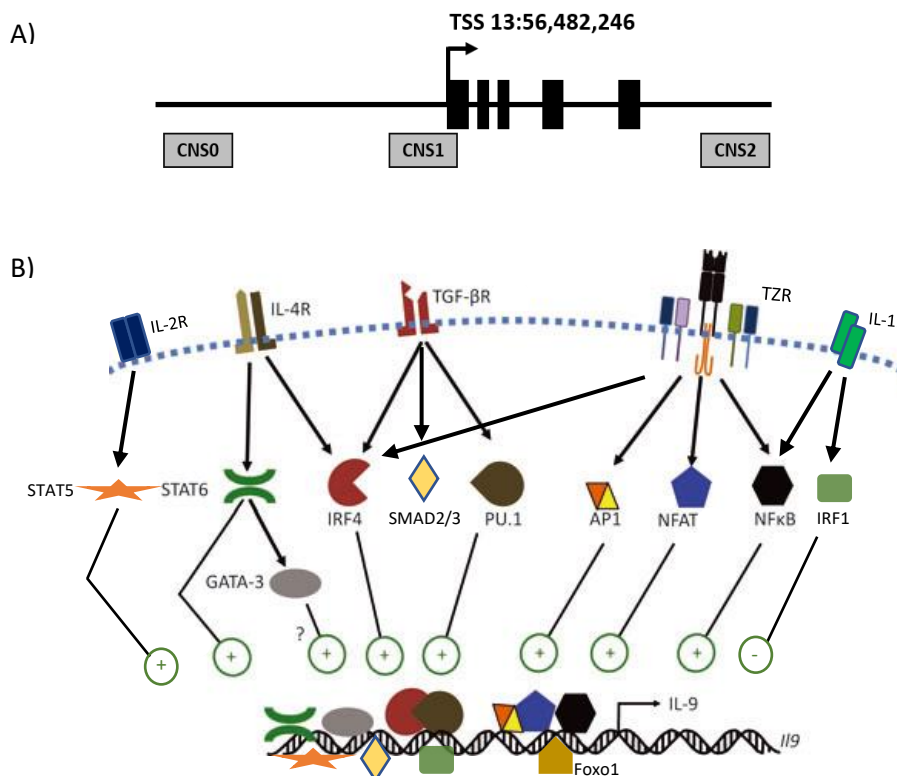 A)
TSS 13:56,482,246
CNS0
CNS1
CNS2
B)
IL-2R
IL-4R
TGF-βR
TZR
IL-1
STAT5
STAT6
IRF4
SMAD2/3
PU.1
AP1
NFAT
NFκB
IRF1
GATA-3
?
+
+
+
+
+
+
+
+
-
IL-9
Il9
Foxo1